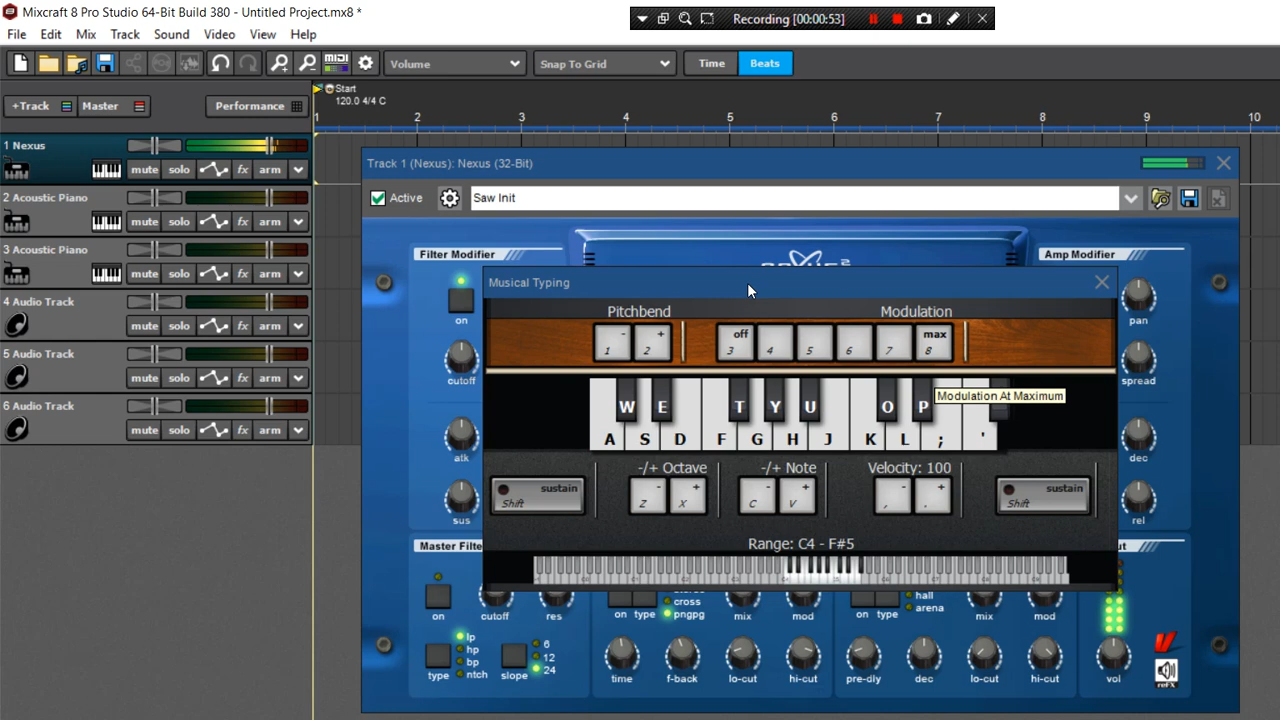 Mixcraft 8 Pro Studio 64-Bit Build 380 - Untitled Project.mx8 *
Recording [00:00:53]
File Edit Mix Track Sound Video View Help
MIDI Volume Snap To Grid Time Beats
+Track Master Performance
Start
120.0 4/4 C
1 2 3 4 5 6 7 8 9 10
1 Nexus
mute solo fx arm
2 Acoustic Piano
mute solo fx arm
3 Acoustic Piano
mute solo fx arm
4 Audio Track
mute solo fx arm
5 Audio Track
mute solo fx arm
6 Audio Track
mute solo fx arm
Track 1 (Nexus): Nexus (32-Bit)
Active Saw Init
Filter Modifier Amp Modifier
on cutoff atk sus
pan spread dec rel
Musical Typing
Pitchbend Modulation
- + off max
1 2 3 4 5 6 7 8
Modulation At Maximum
W E T Y U O P
A S D F G H J K L ; '
-/+ Octave -/+ Note Velocity: 100
sustain - + - + - + sustain
Shift Z X C V , . Shift
Range: C4 - F#5
Master Filte
on cutoff res on type cross pngpg mix mod on type hall arena mix mod
lp hp bp ntch
6 12 24
type slope time f-back lo-cut hi-cut pre-dly dec lo-cut hi-cut vol
reFX